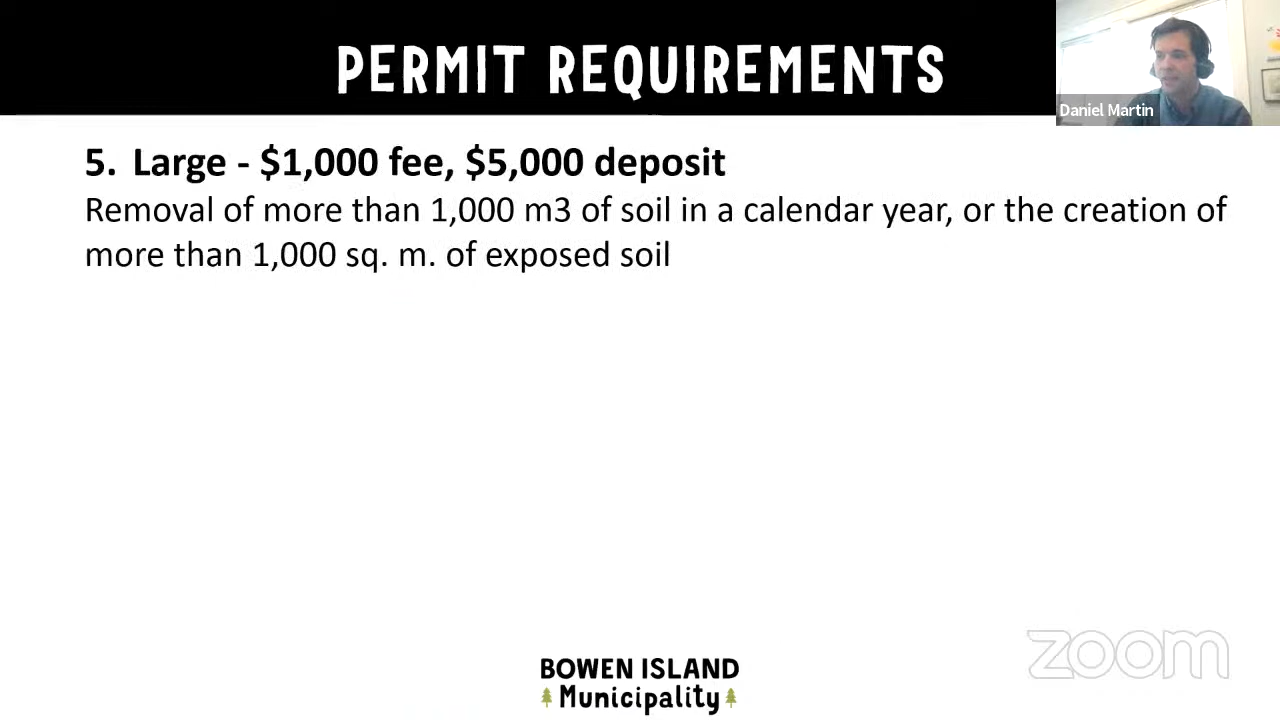 PERMIT REQUIREMENTS
Daniel Martin
5. Large - $1,000 fee, $5,000 deposit
Removal of more than 1,000 m3 of soil in a calendar year, or the creation of
more than 1,000 sq. m. of exposed soil
zoom
BOWEN ISLAND
Municipality